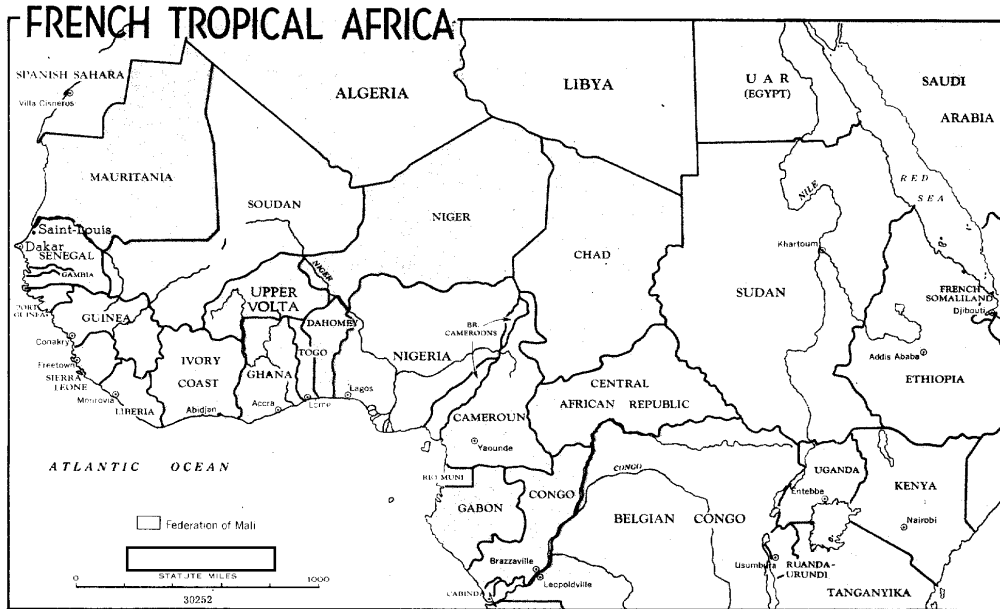 FRENCH TROPICAL AFRICA
SPANISH SAHARA
Villa Cisneros
ALGERIA
LIBYA
U A R
(EGYPT)
SAUDI
ARABIA
MAURITANIA
RED
SEA
NILE
SOUDAN
NIGER
CHAD
Khartoum
Saint-Louis
Dakar
SENEGAL
GAMBIA
NIGER
SUDAN
FRENCH
SOMALILAND
Djibouti
PORT
GUINEA
GUINEA
UPPER
VOLTA
DAHOMEY
BR.
CAMEROONS
Conakry
Freetown
SIERRA
LEONE
IVORY
COAST
GHANA
TOGO
NIGERIA
Addis Ababa
ETHIOPIA
CENTRAL
AFRICAN REPUBLIC
Monrovia
LIBERIA
Abidjan
Accra
Lome
Lagos
CAMEROUN
Yaounde
ATLANTIC OCEAN
RIO MUNI
CONGO
UGANDA
KENYA
Entebbe
GABON
CONGO
BELGIAN CONGO
Nairobi
Federation of Mali
Brazzaville
Leopoldville
Usumbura
RUANDA-
URUNDI
CABINDA
TANGANYIKA
STATUTE MILES
0 1000
30252